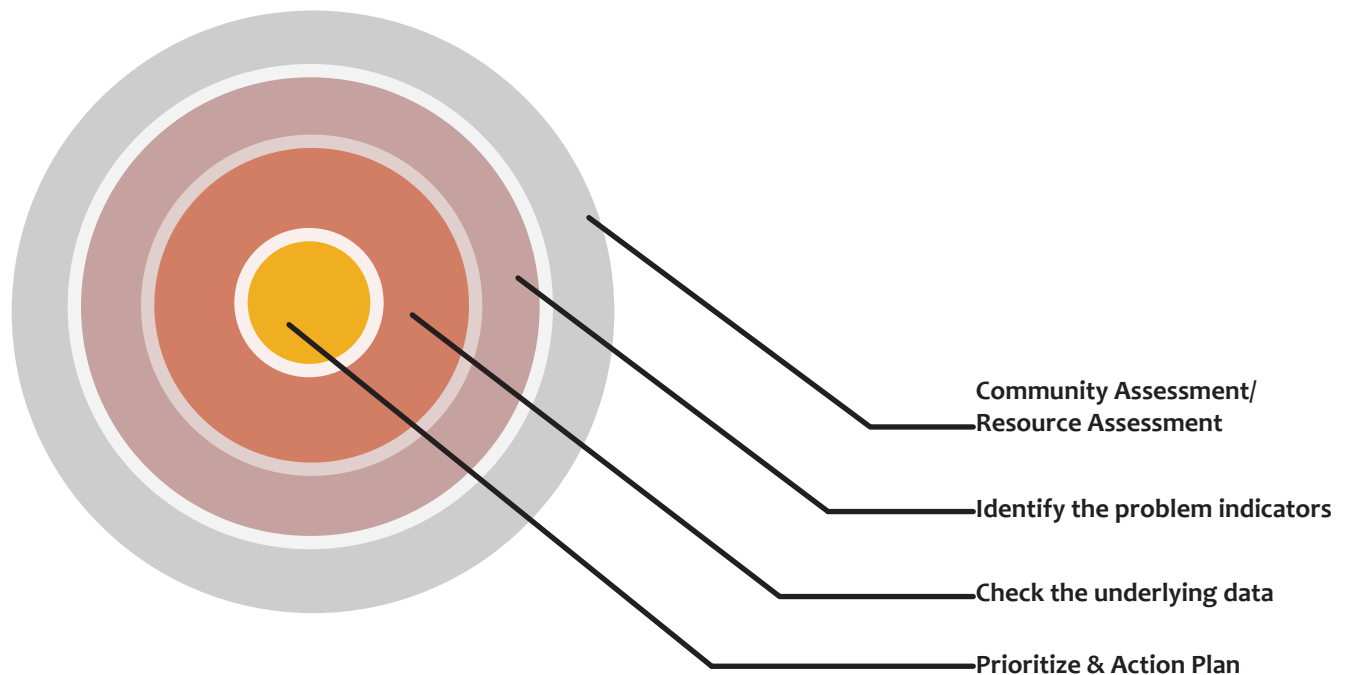 Community Assessment/
Resource Assessment
Identify the problem indicators
Check the underlying data
Prioritize & Action Plan